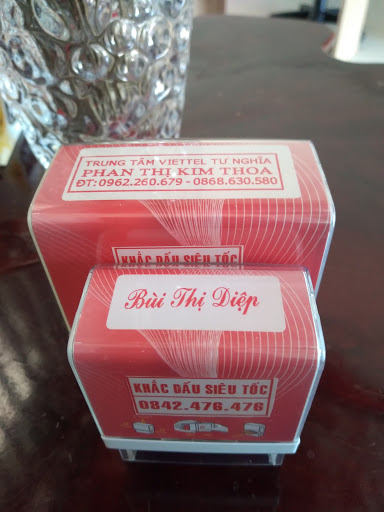 TRUNG TÂM VIETTEL TƯ NGHĨA
PHAN THỊ KIM THOA
ĐT: 0962.260.679 - 0868.630.580
KHẮC DẤU SIÊU TỐC
Bùi Thị Diệp
KHẮC DẤU SIÊU TỐC
0842.476.476